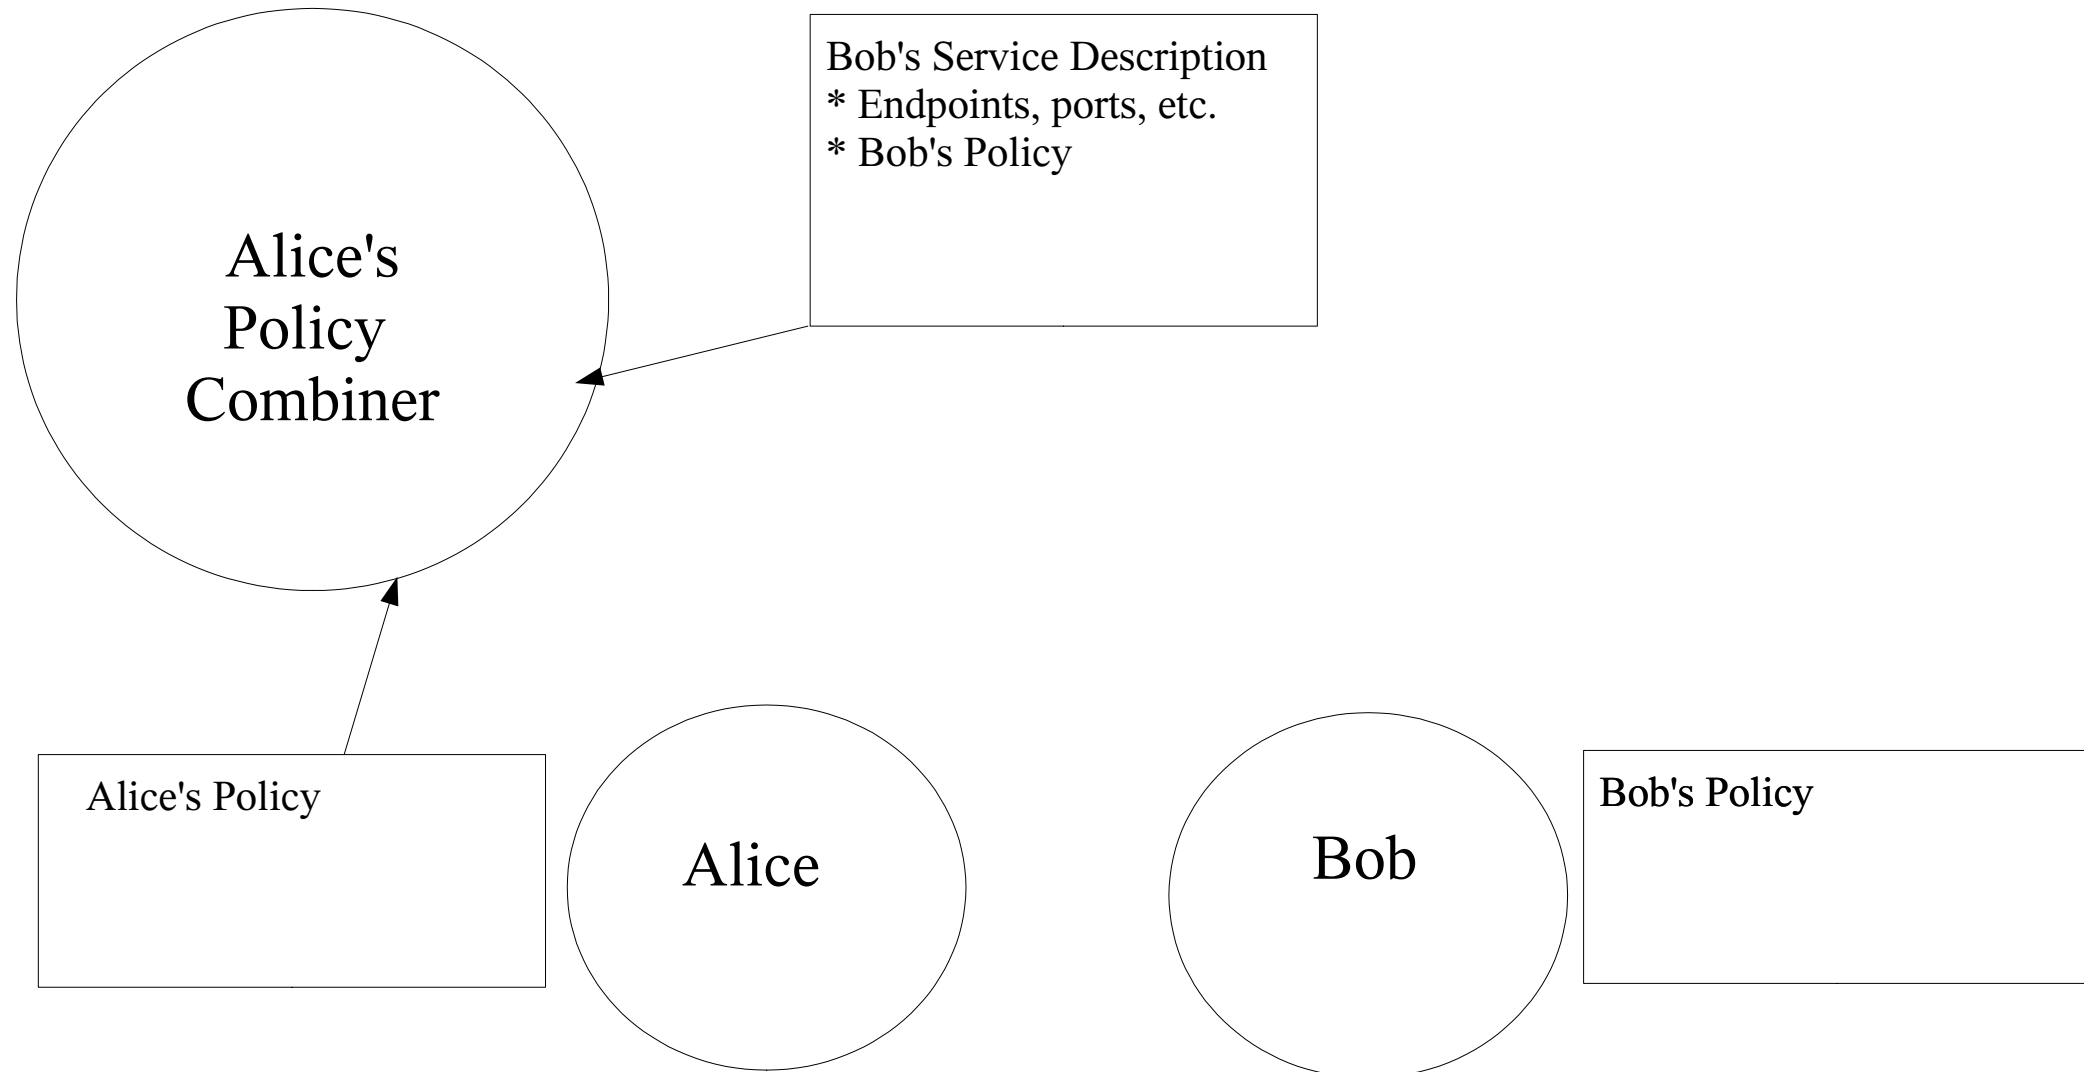 Bob's Service Description
* Endpoints, ports, etc.
* Bob's Policy
Alice's
Policy
Combiner
Alice's Policy
Alice
Bob
Bob's Policy